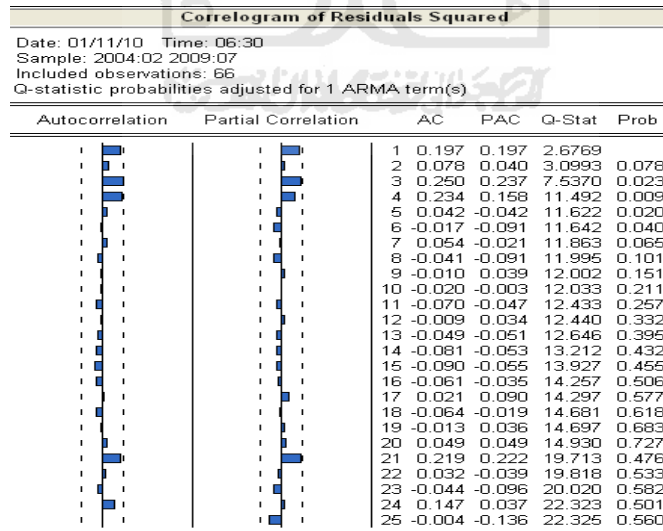 Correlogram of Residuals Squared
Date: 01/11/10 Time: 06:30
Sample: 2004:02 2009:07
Included observations: 66
Q-statistic probabilities adjusted for 1 ARMA term(s)
Autocorrelation Partial Correlation AC PAC Q-Stat Prob
1 0.197 0.197 2.6769
2 0.078 0.040 3.0993 0.078
3 0.250 0.237 7.5370 0.023
4 0.234 0.158 11.492 0.009
5 0.042 -0.042 11.622 0.020
6 -0.017 -0.091 11.642 0.040
7 0.054 -0.021 11.863 0.065
8 -0.041 -0.091 11.995 0.101
9 -0.010 0.039 12.002 0.151
10 -0.020 -0.003 12.033 0.211
11 -0.070 -0.047 12.433 0.257
12 -0.009 0.034 12.440 0.332
13 -0.049 -0.051 12.646 0.395
14 -0.081 -0.053 13.212 0.432
15 -0.090 -0.055 13.927 0.455
16 -0.061 -0.035 14.257 0.506
17 0.021 0.090 14.297 0.577
18 -0.064 -0.019 14.681 0.618
19 -0.013 0.036 14.697 0.683
20 0.049 0.049 14.930 0.727
21 0.219 0.222 19.713 0.476
22 0.032 -0.039 19.818 0.533
23 -0.044 -0.096 20.020 0.582
24 0.147 0.037 22.323 0.501
25 -0.004 -0.136 22.325 0.560